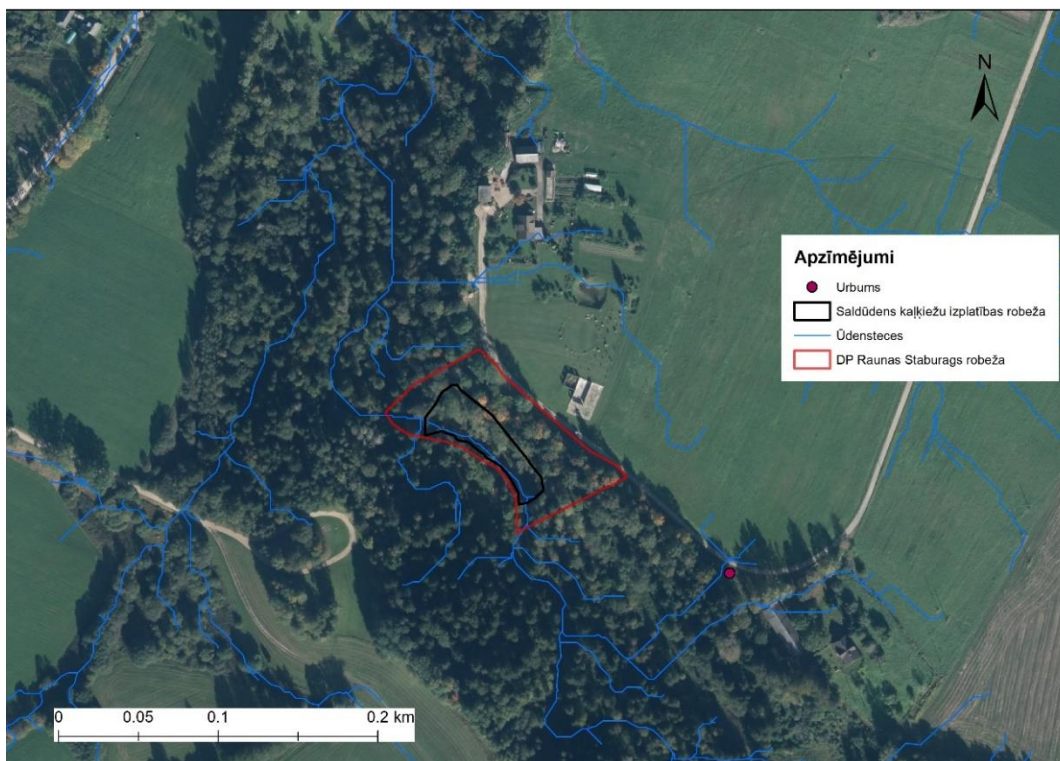 N
Apzīmējumi
Urbums
Saldūdens kaļķiežu izplatības robeža
Ūdensteces
DP Raunas Staburags robeža
0 0.05 0.1 0.2 km